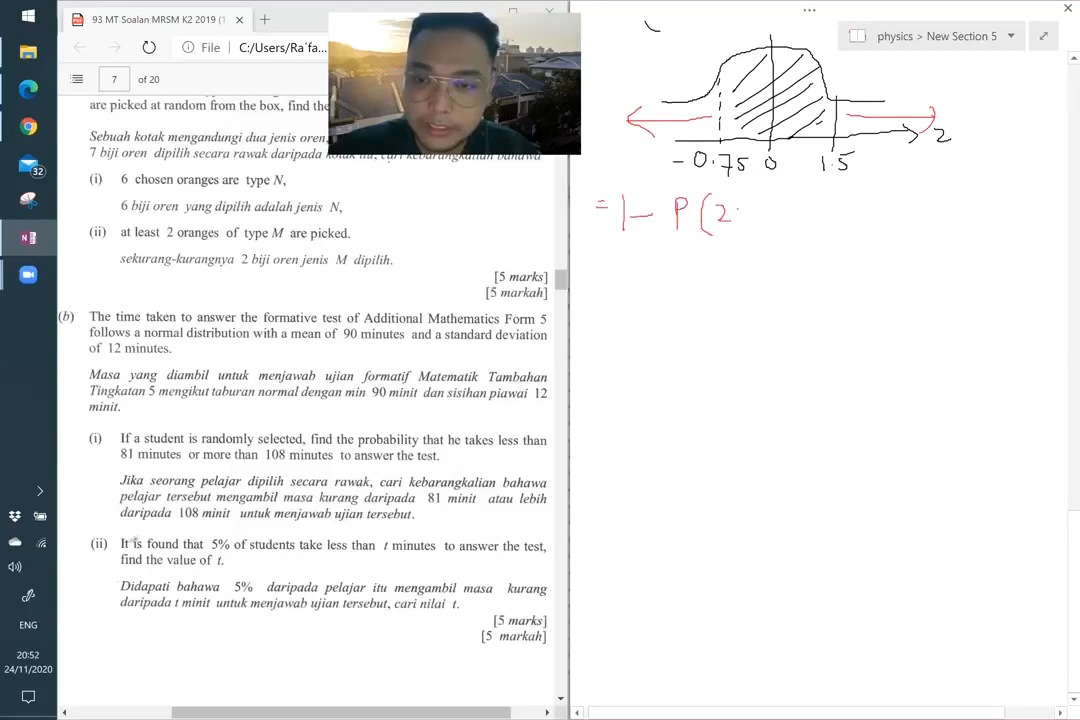 93 MT Soalan MRSM K2 2019 (1
File C:/Users/Ra'fa...
7 of 20
physics > New Section 5
are picked at random from the box, find the
Sebuah kotak mengandungi dua jenis oren.
7 biji oren dipilih secara rawak daripada kotak itu, cari kebarangkalian bahawa
(i) 6 chosen oranges are type N,
6 biji oren yang dipilih adalah jenis N,
(ii) at least 2 oranges of type M are picked.
sekurang-kurangnya 2 biji oren jenis M dipilih.
[5 marks]
[5 markah]
(b) The time taken to answer the formative test of Additional Mathematics Form 5
follows a normal distribution with a mean of 90 minutes and a standard deviation
of 12 minutes.
Masa yang diambil untuk menjawab ujian formatif Matematik Tambahan
Tingkatan 5 mengikut taburan normal dengan min 90 minit dan sisihan piawai 12
minit.
(i) If a student is randomly selected, find the probability that he takes less than
81 minutes or more than 108 minutes to answer the test.
Jika seorang pelajar dipilih secara rawak, cari kebarangkalian bahawa
pelajar tersebut mengambil masa kurang daripada 81 minit atau lebih
daripada 108 minit untuk menjawab ujian tersebut.
(ii) It is found that 5% of students take less than t minutes to answer the test,
find the value of t.
Didapati bahawa 5% daripada pelajar itu mengambil masa kurang
daripada t minit untuk menjawab ujian tersebut, cari nilai t.
[5 marks]
[5 markah]
z
-0.75 0 1.5
= 1 - P(z
32
ENG
20:52
24/11/2020